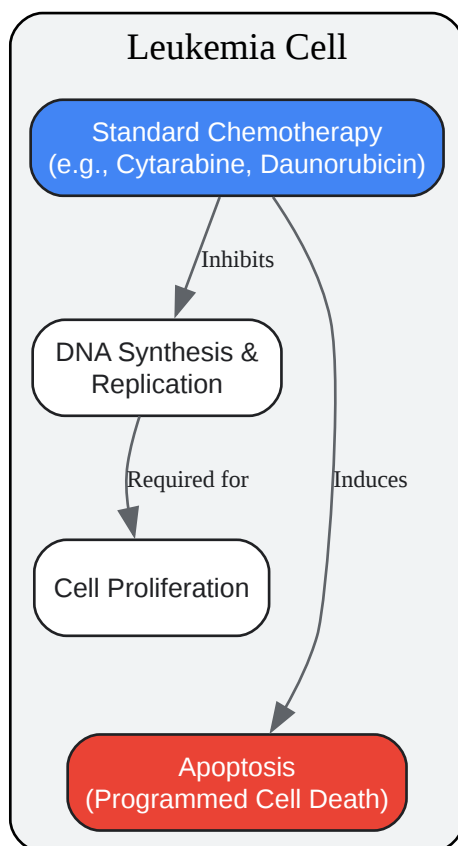 Leukemia Cell
Standard Chemotherapy
(e.g., Cytarabine, Daunorubicin)
Inhibits
DNA Synthesis &
Replication
Required for
Induces
Cell Proliferation
Apoptosis
(Programmed Cell Death)